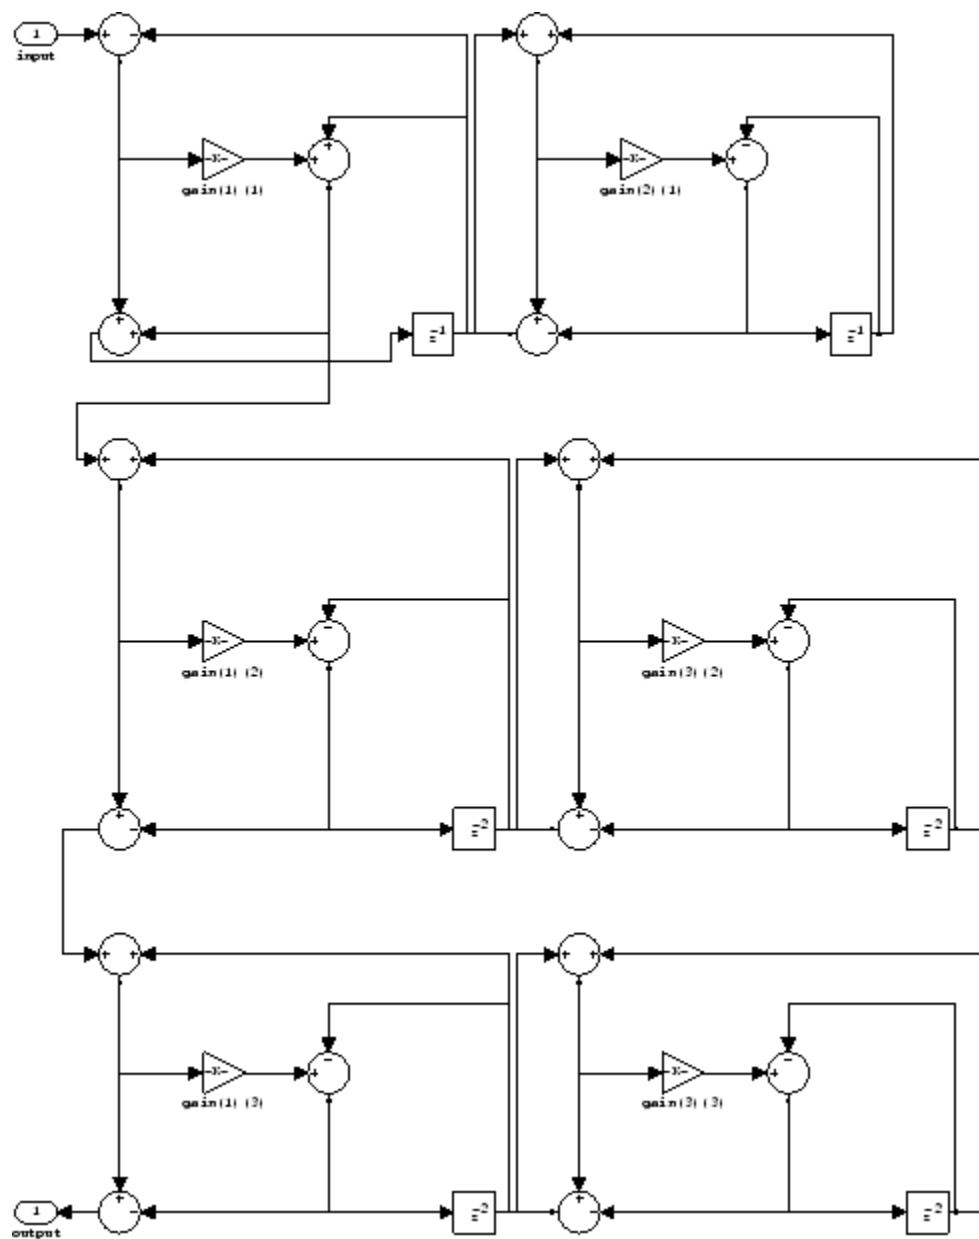 1
input
+ +
+ +
-K-
+
+
-K-
-
+
gain(1)(1)
gain(2)(1)
+
-
z-1
+
-
z-1
+ +
+ +
-K-
-
+
-K-
-
+
gain(1)(2)
gain(3)(2)
+
-
z-2
+
-
z-2
+ +
+ +
-K-
-
+
-K-
-
+
gain(1)(3)
gain(3)(3)
1
output
+
-
z-2
+
-
z-2